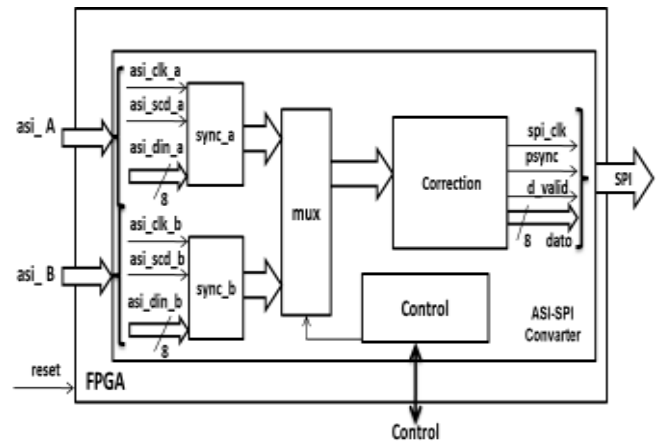 asi_clk_a
asi_scd_a
asi_A
asi_din_a
8
sync_a
asi_clk_b
asi_scd_b
asi_B
asi_din_b
8
sync_b
mux
Correction
spi_clk
psync
d_valid
8
dato
SPI
Control
ASI-SPI
Convarter
reset
FPGA
Control